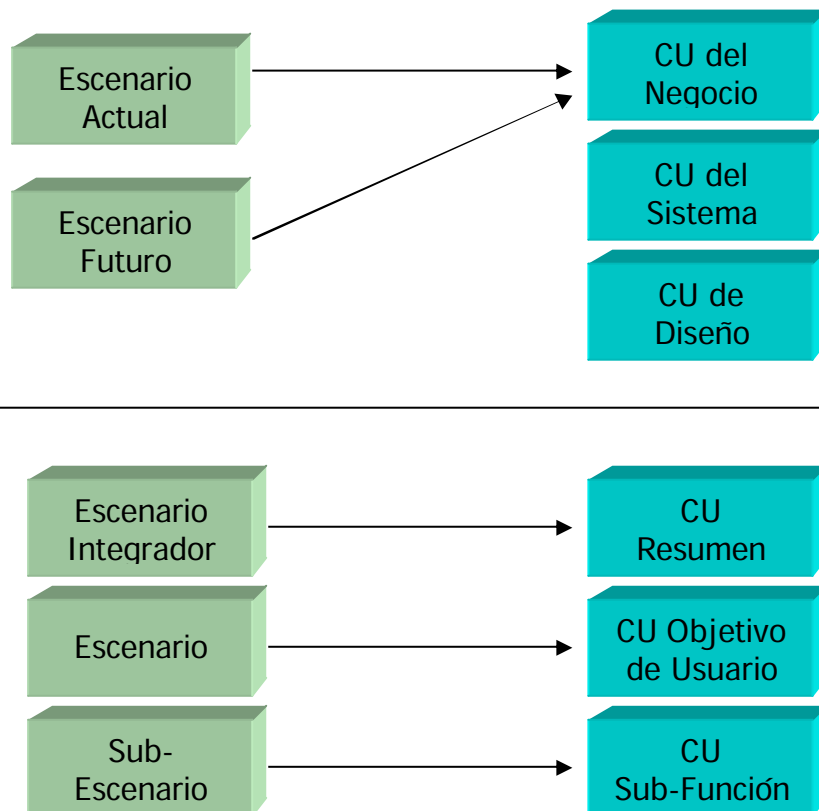 Escenario
Actual
CU del
Negocio
Escenario
Futuro
CU del
Sistema
CU de
Diseño
Escenario
Integrador
CU
Resumen
Escenario
CU Objetivo
de Usuario
Sub-
Escenario
CU
Sub-Función